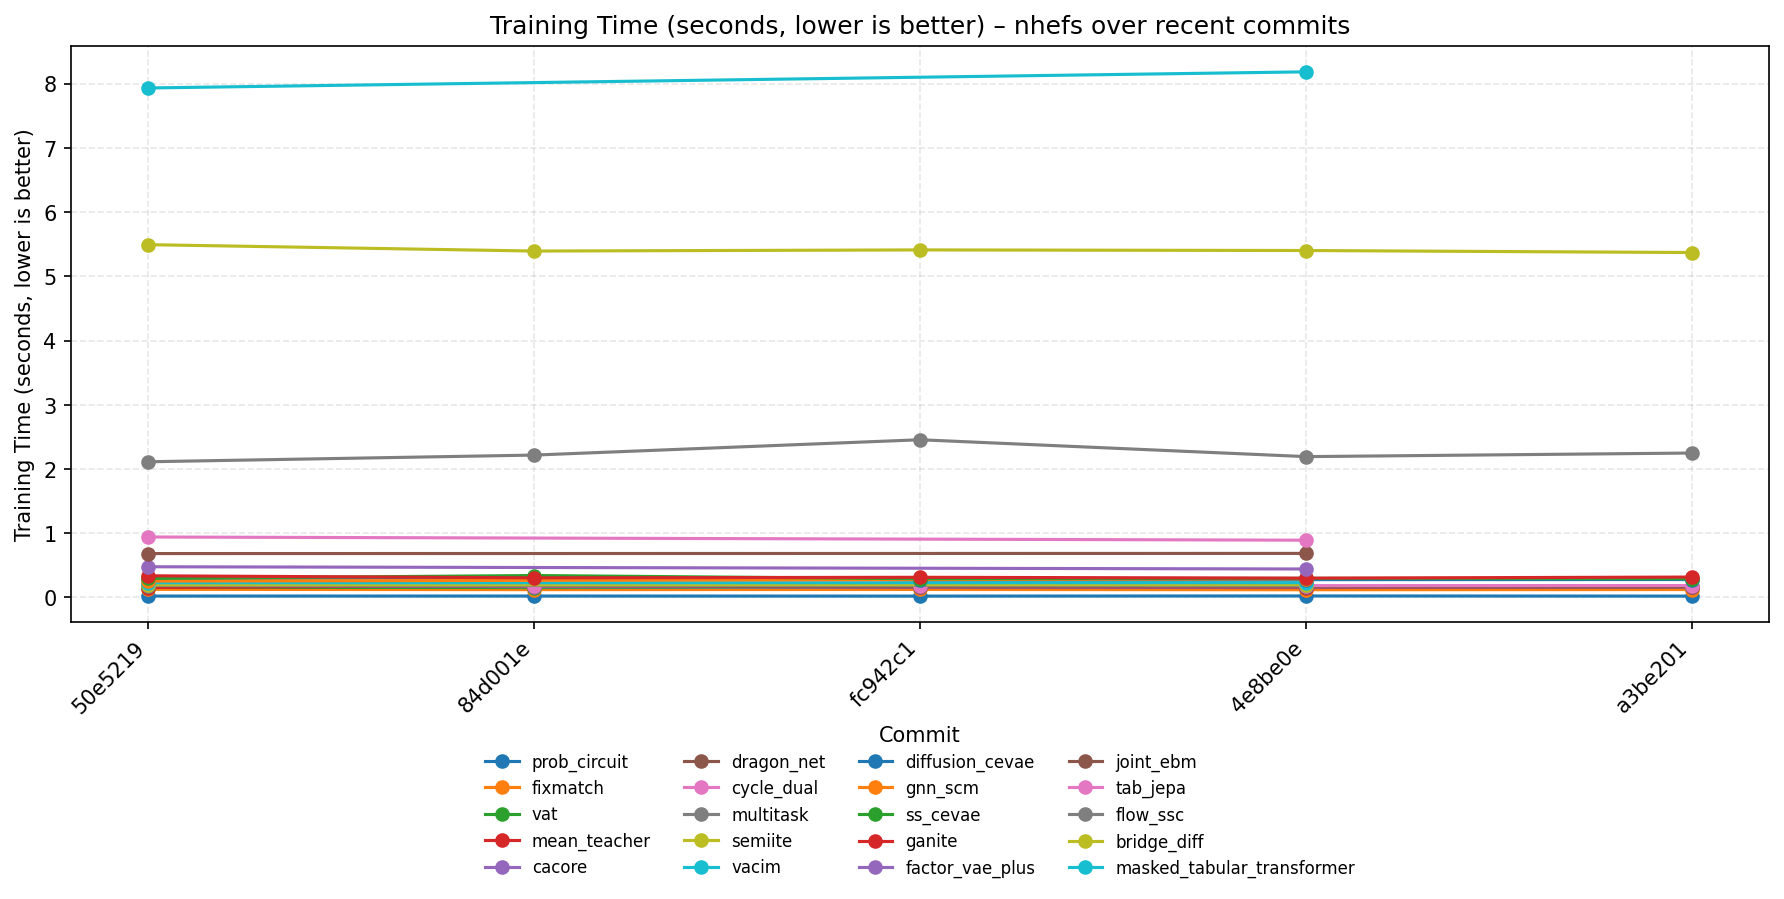 Training Time (seconds, lower is better) – nhefs over recent commits
Training Time (seconds, lower is better)
8
7
6
5
4
3
2
1
0
50e5219
84d001e
fc942c1
4e8be0e
a3be201
Commit
prob_circuit
fixmatch
vat
mean_teacher
cacore
dragon_net
cycle_dual
multitask
semiite
vacim
diffusion_cevae
gnn_scm
ss_cevae
ganite
factor_vae_plus
joint_ebm
tab_jepa
flow_ssc
bridge_diff
masked_tabular_transformer